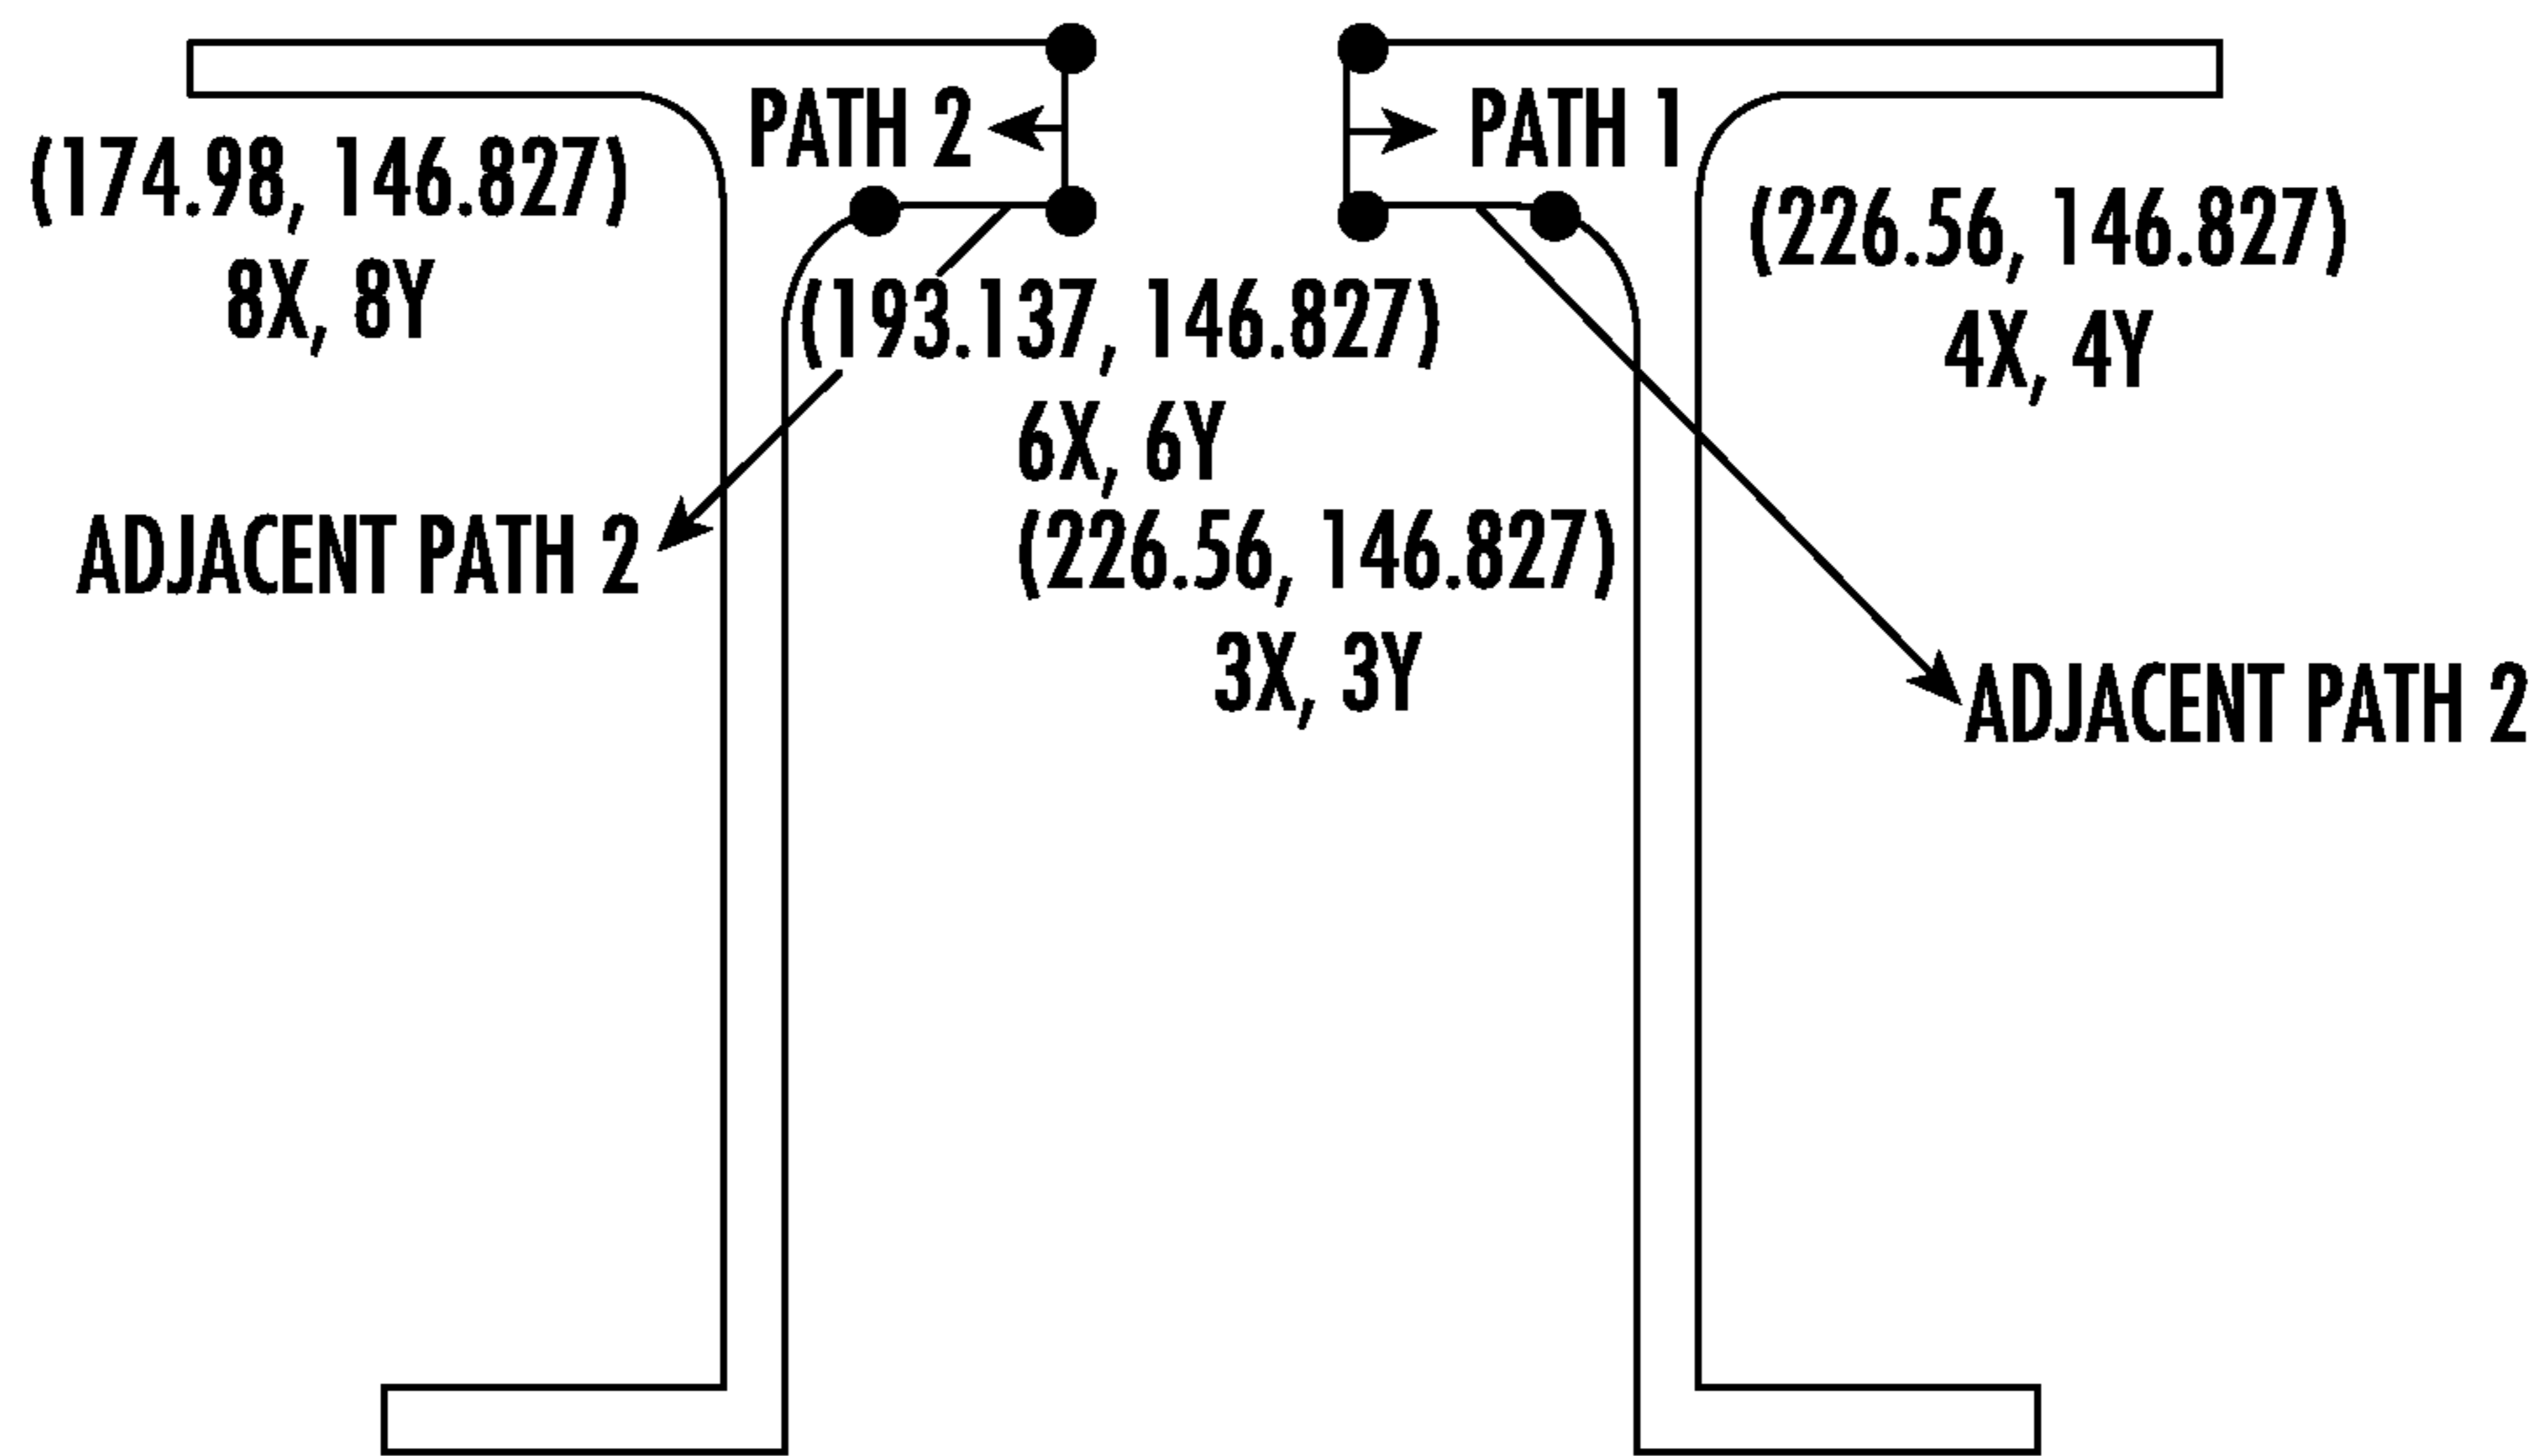 PATH 2
PATH 1
(174.98, 146.827)
8X, 8Y
(226.56, 146.827)
4X, 4Y
(193.137, 146.827)
6X, 6Y
(226.56, 146.827)
3X, 3Y
ADJACENT PATH 2
ADJACENT PATH 2